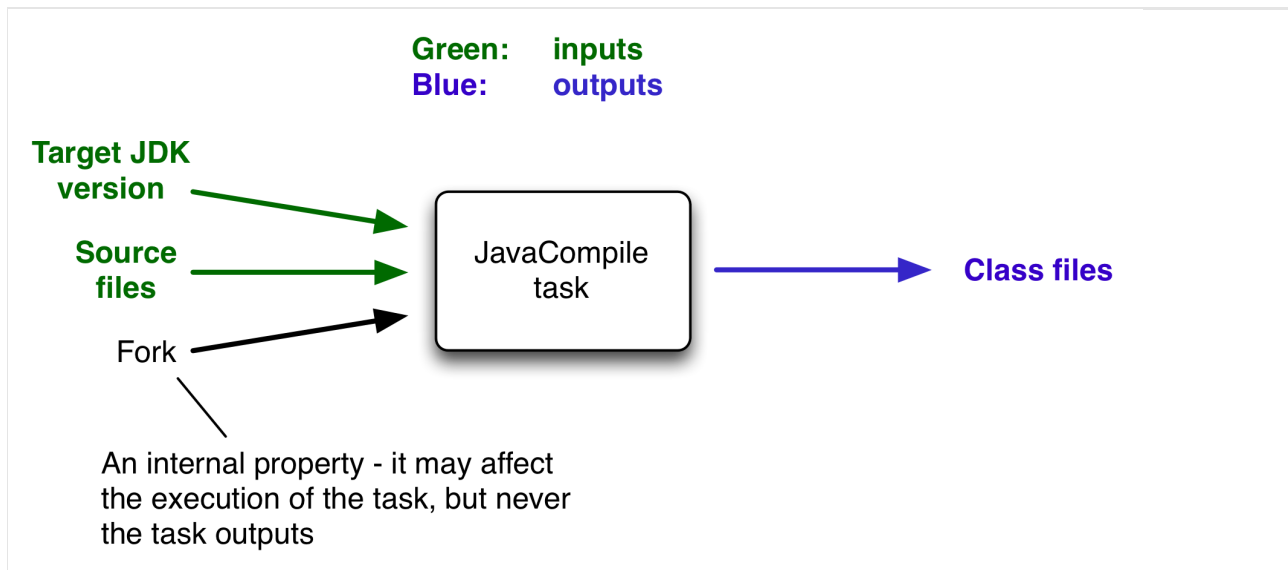 Green: inputs
Blue: outputs
Target JDK
version
Source
files
Fork
JavaCompile
task
Class files
An internal property - it may affect
the execution of the task, but never
the task outputs